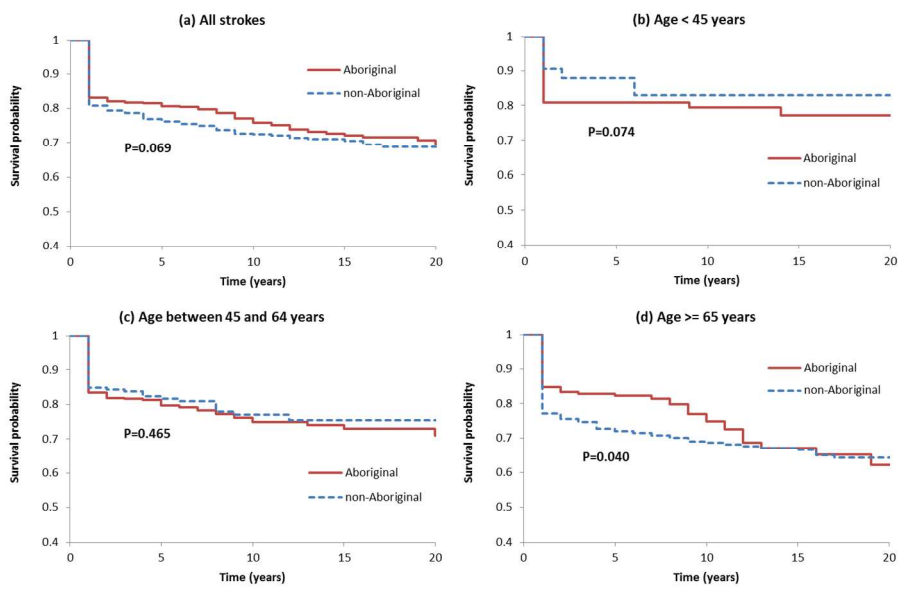 (a) All strokes
Survival probability
1
0.9
0.8
0.7
0.6
0.5
0.4
Aboriginal
non-Aboriginal
P=0.069
0 5 10 15 20
Time (years)
(b) Age < 45 years
Survival probability
1
0.9
0.8
0.7
0.6
0.5
0.4
P=0.074
Aboriginal
non-Aboriginal
0 5 10 15 20
Time (years)
(c) Age between 45 and 64 years
Survival probability
1
0.9
0.8
0.7
0.6
0.5
0.4
P=0.465
Aboriginal
non-Aboriginal
0 5 10 15 20
Time (years)
(d) Age >= 65 years
Survival probability
1
0.9
0.8
0.7
0.6
0.5
0.4
Aboriginal
non-Aboriginal
P=0.040
0 5 10 15 20
Time (years)